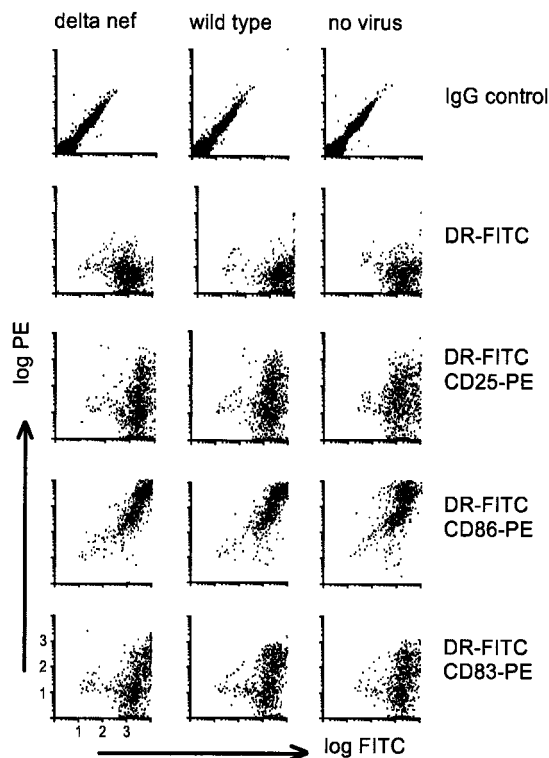 delta nef wild type no virus
IgG control
DR-FITC
DR-FITC
CD25-PE
DR-FITC
CD86-PE
DR-FITC
CD83-PE
log PE
3
2
1
1 2 3
log FITC